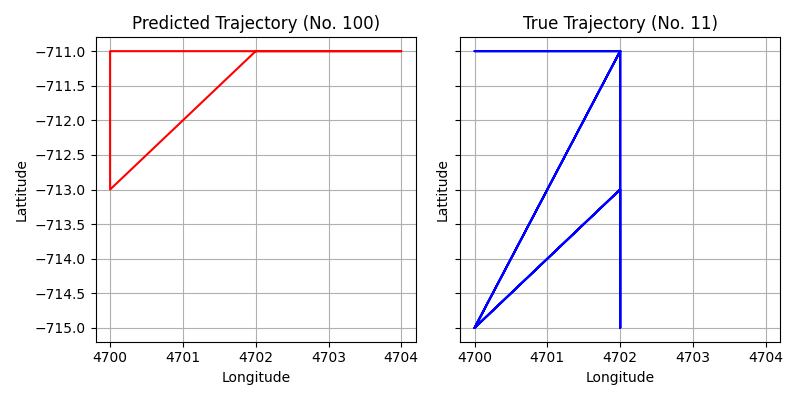 Predicted Trajectory (No. 100)
Lattitude
−711.0
−711.5
−712.0
−712.5
−713.0
−713.5
−714.0
−714.5
−715.0
4700 4701 4702 4703 4704
Longitude
True Trajectory (No. 11)
Lattitude
4700 4701 4702 4703 4704
Longitude